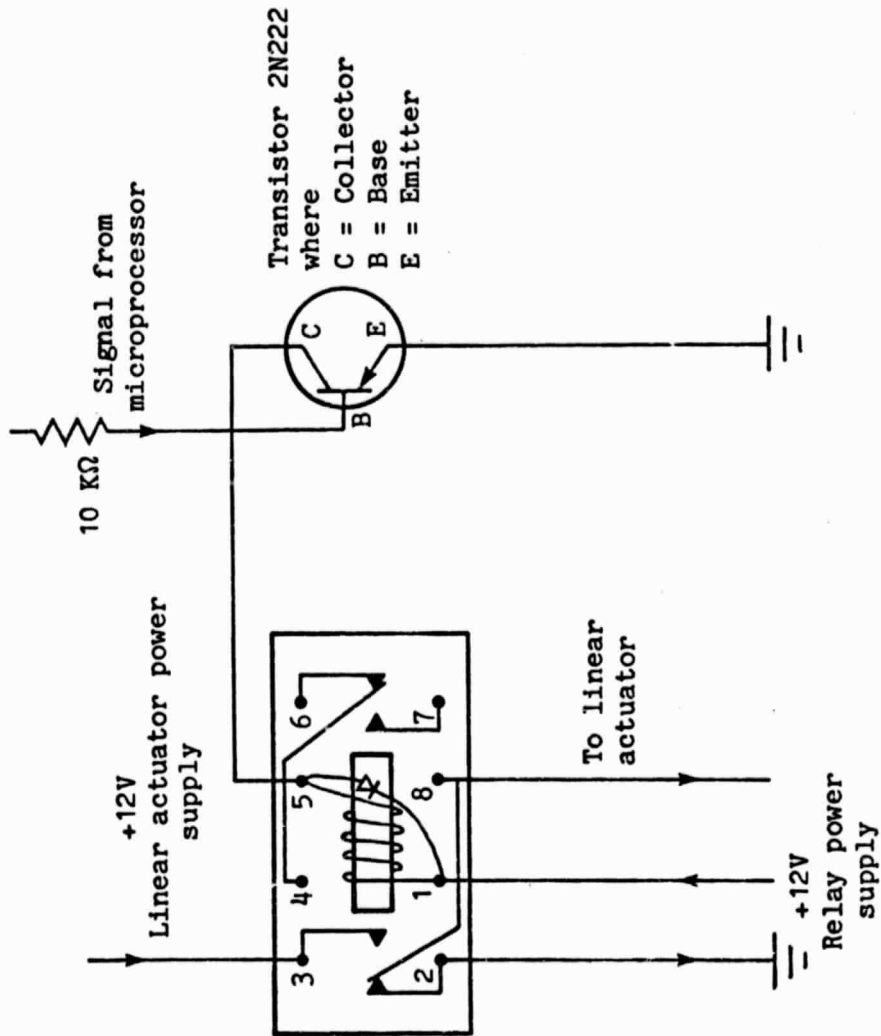 +12V
Linear actuator power
supply
10 KΩ
Signal from
microprocessor
3
4
5
6
2
1
8
7
B
C
E
Transistor 2N222
where
C = Collector
B = Base
E = Emitter
To linear
actuator
+12V
Relay power
supply